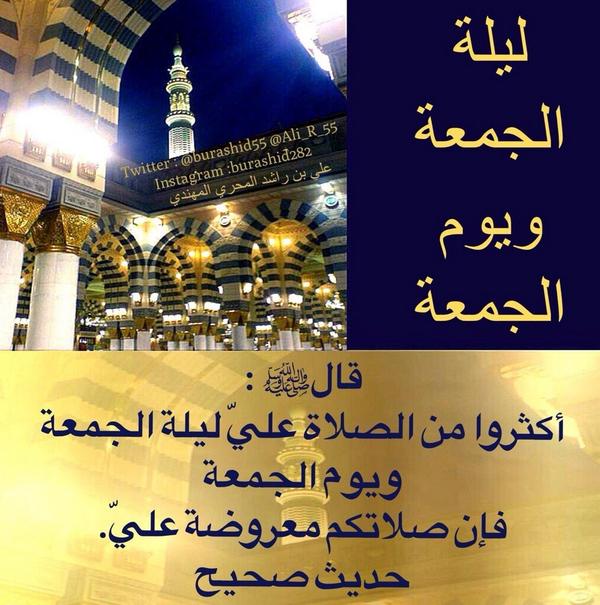 ليلة
الجمعة
ويوم
الجمعة
Twitter : @burashid55 @Ali_R_55
Instagram :burashid282
علي بن راشد المحري المهندي
قال ﷺ :
أكثروا من الصلاة عليّ ليلة الجمعة
ويوم الجمعة
فإن صلاتكم معروضة عليّ.
حديث صحيح